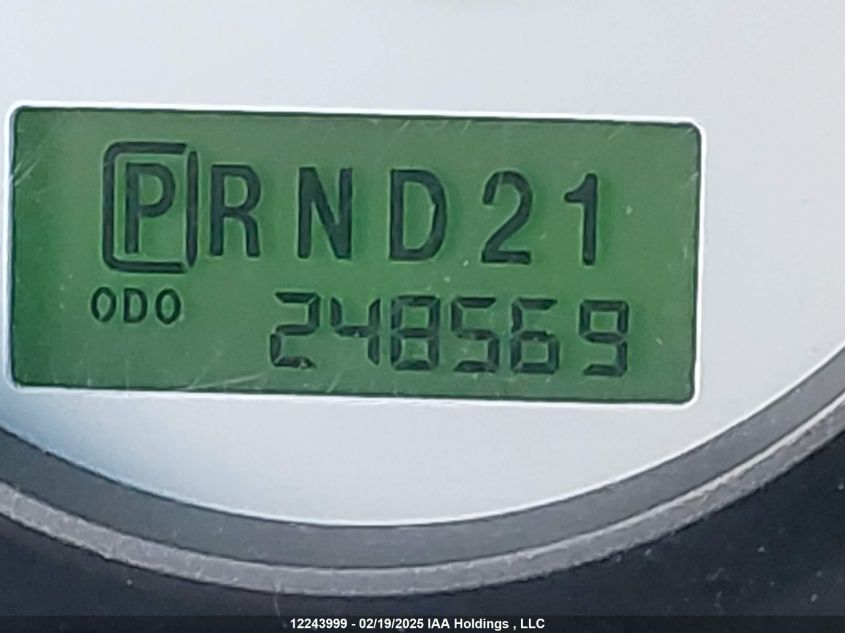 PRND21
ODO 248569
12243999 - 02/19/2025 IAA Holdings , LLC